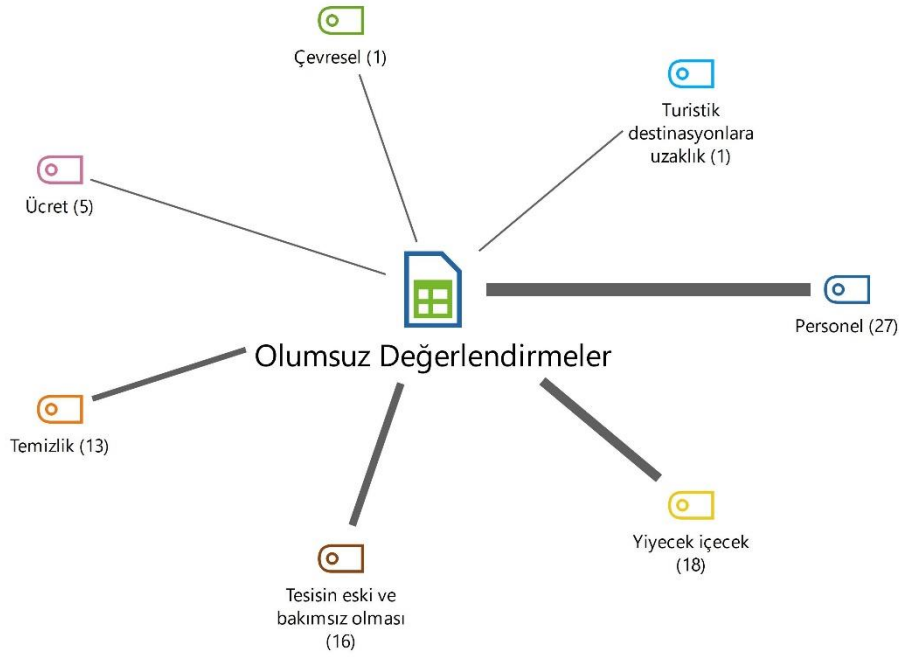 Çevresel (1)
Turistik
destinasyonlara
uzaklık (1)
Ücret (5)
Personel (27)
Olumsuz Değerlendirmeler
Temizlik (13)
Yiyecek içecek
(18)
Tesisin eski ve
bakımsız olması
(16)